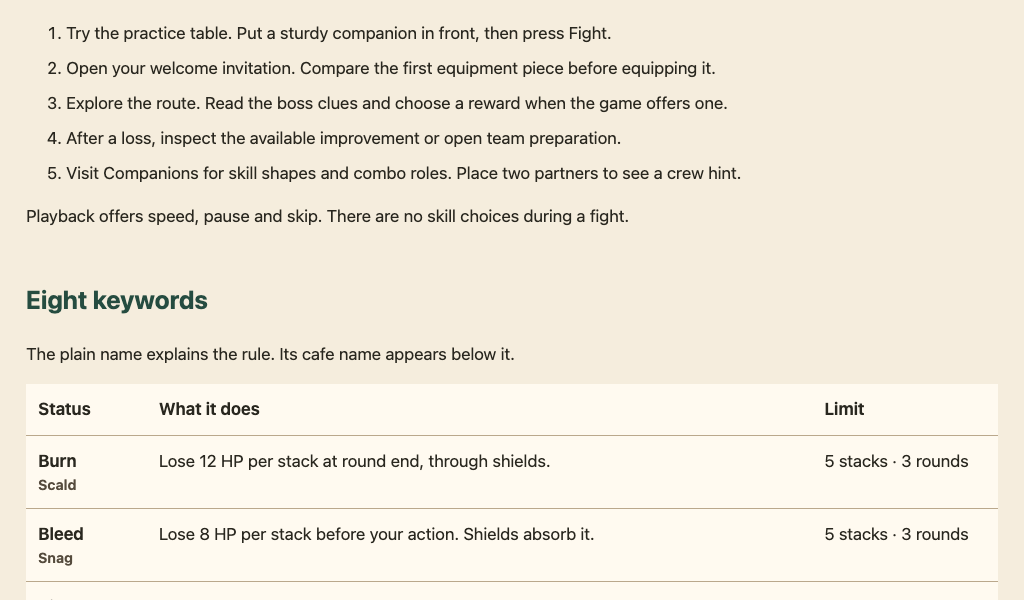 1. Try the practice table. Put a sturdy companion in front, then press Fight.
2. Open your welcome invitation. Compare the first equipment piece before equipping it.
3. Explore the route. Read the boss clues and choose a reward when the game offers one.
4. After a loss, inspect the available improvement or open team preparation.
5. Visit Companions for skill shapes and combo roles. Place two partners to see a crew hint.
Playback offers speed, pause and skip. There are no skill choices during a fight.
Eight keywords
The plain name explains the rule. Its cafe name appears below it.
Status What it does Limit
Burn Lose 12 HP per stack at round end, through shields. 5 stacks · 3 rounds
Scald
Bleed Lose 8 HP per stack before your action. Shields absorb it. 5 stacks · 3 rounds
Snag